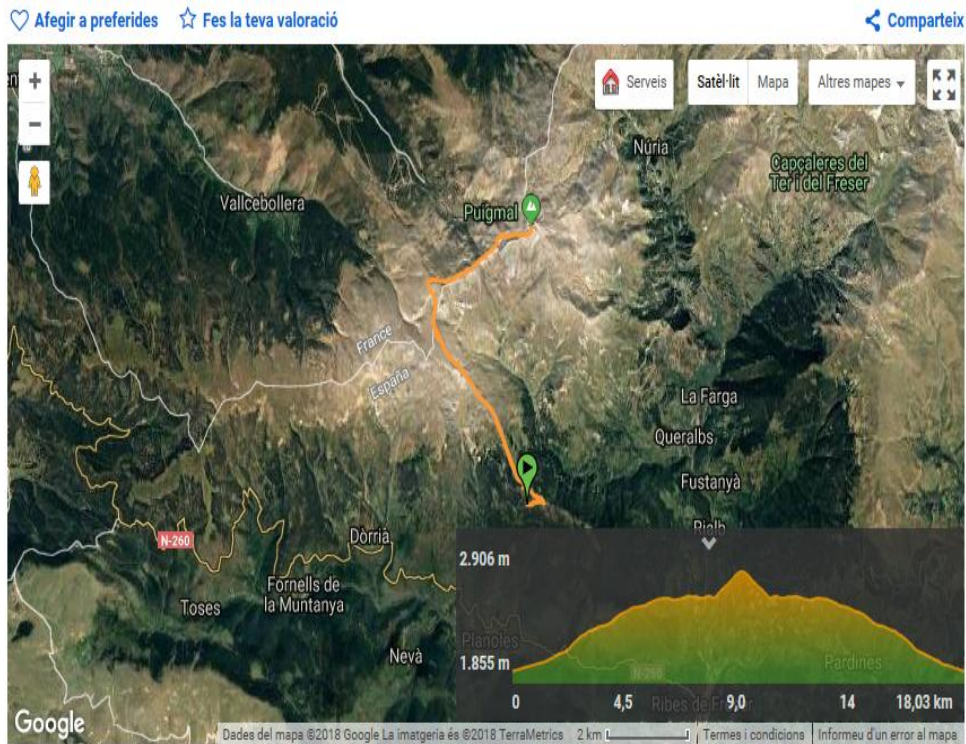 Afegir a preferides Fes la teva valoració Comparteix
+
Serveis Satèl·lit Mapa Altres mapes
−
Núria
Capçaleres del
Ter i del Freser
Vallcebollera
Puigmal
France
España
La Farga
Queralbs
Fustanyà
Rialb
N-260
Dòrria
2.906 m
Fornells de
la Muntanya
Toses
Planoles
Nevà
1.855 m
Pardines
N-260
0 4,5 9,0 14 18,03 km
Ribes de Freser
Google
Dades del mapa ©2018 Google La imatgeria és ©2018 TerraMetrics 2 km Termes i condicions Informeu d'un error al mapa